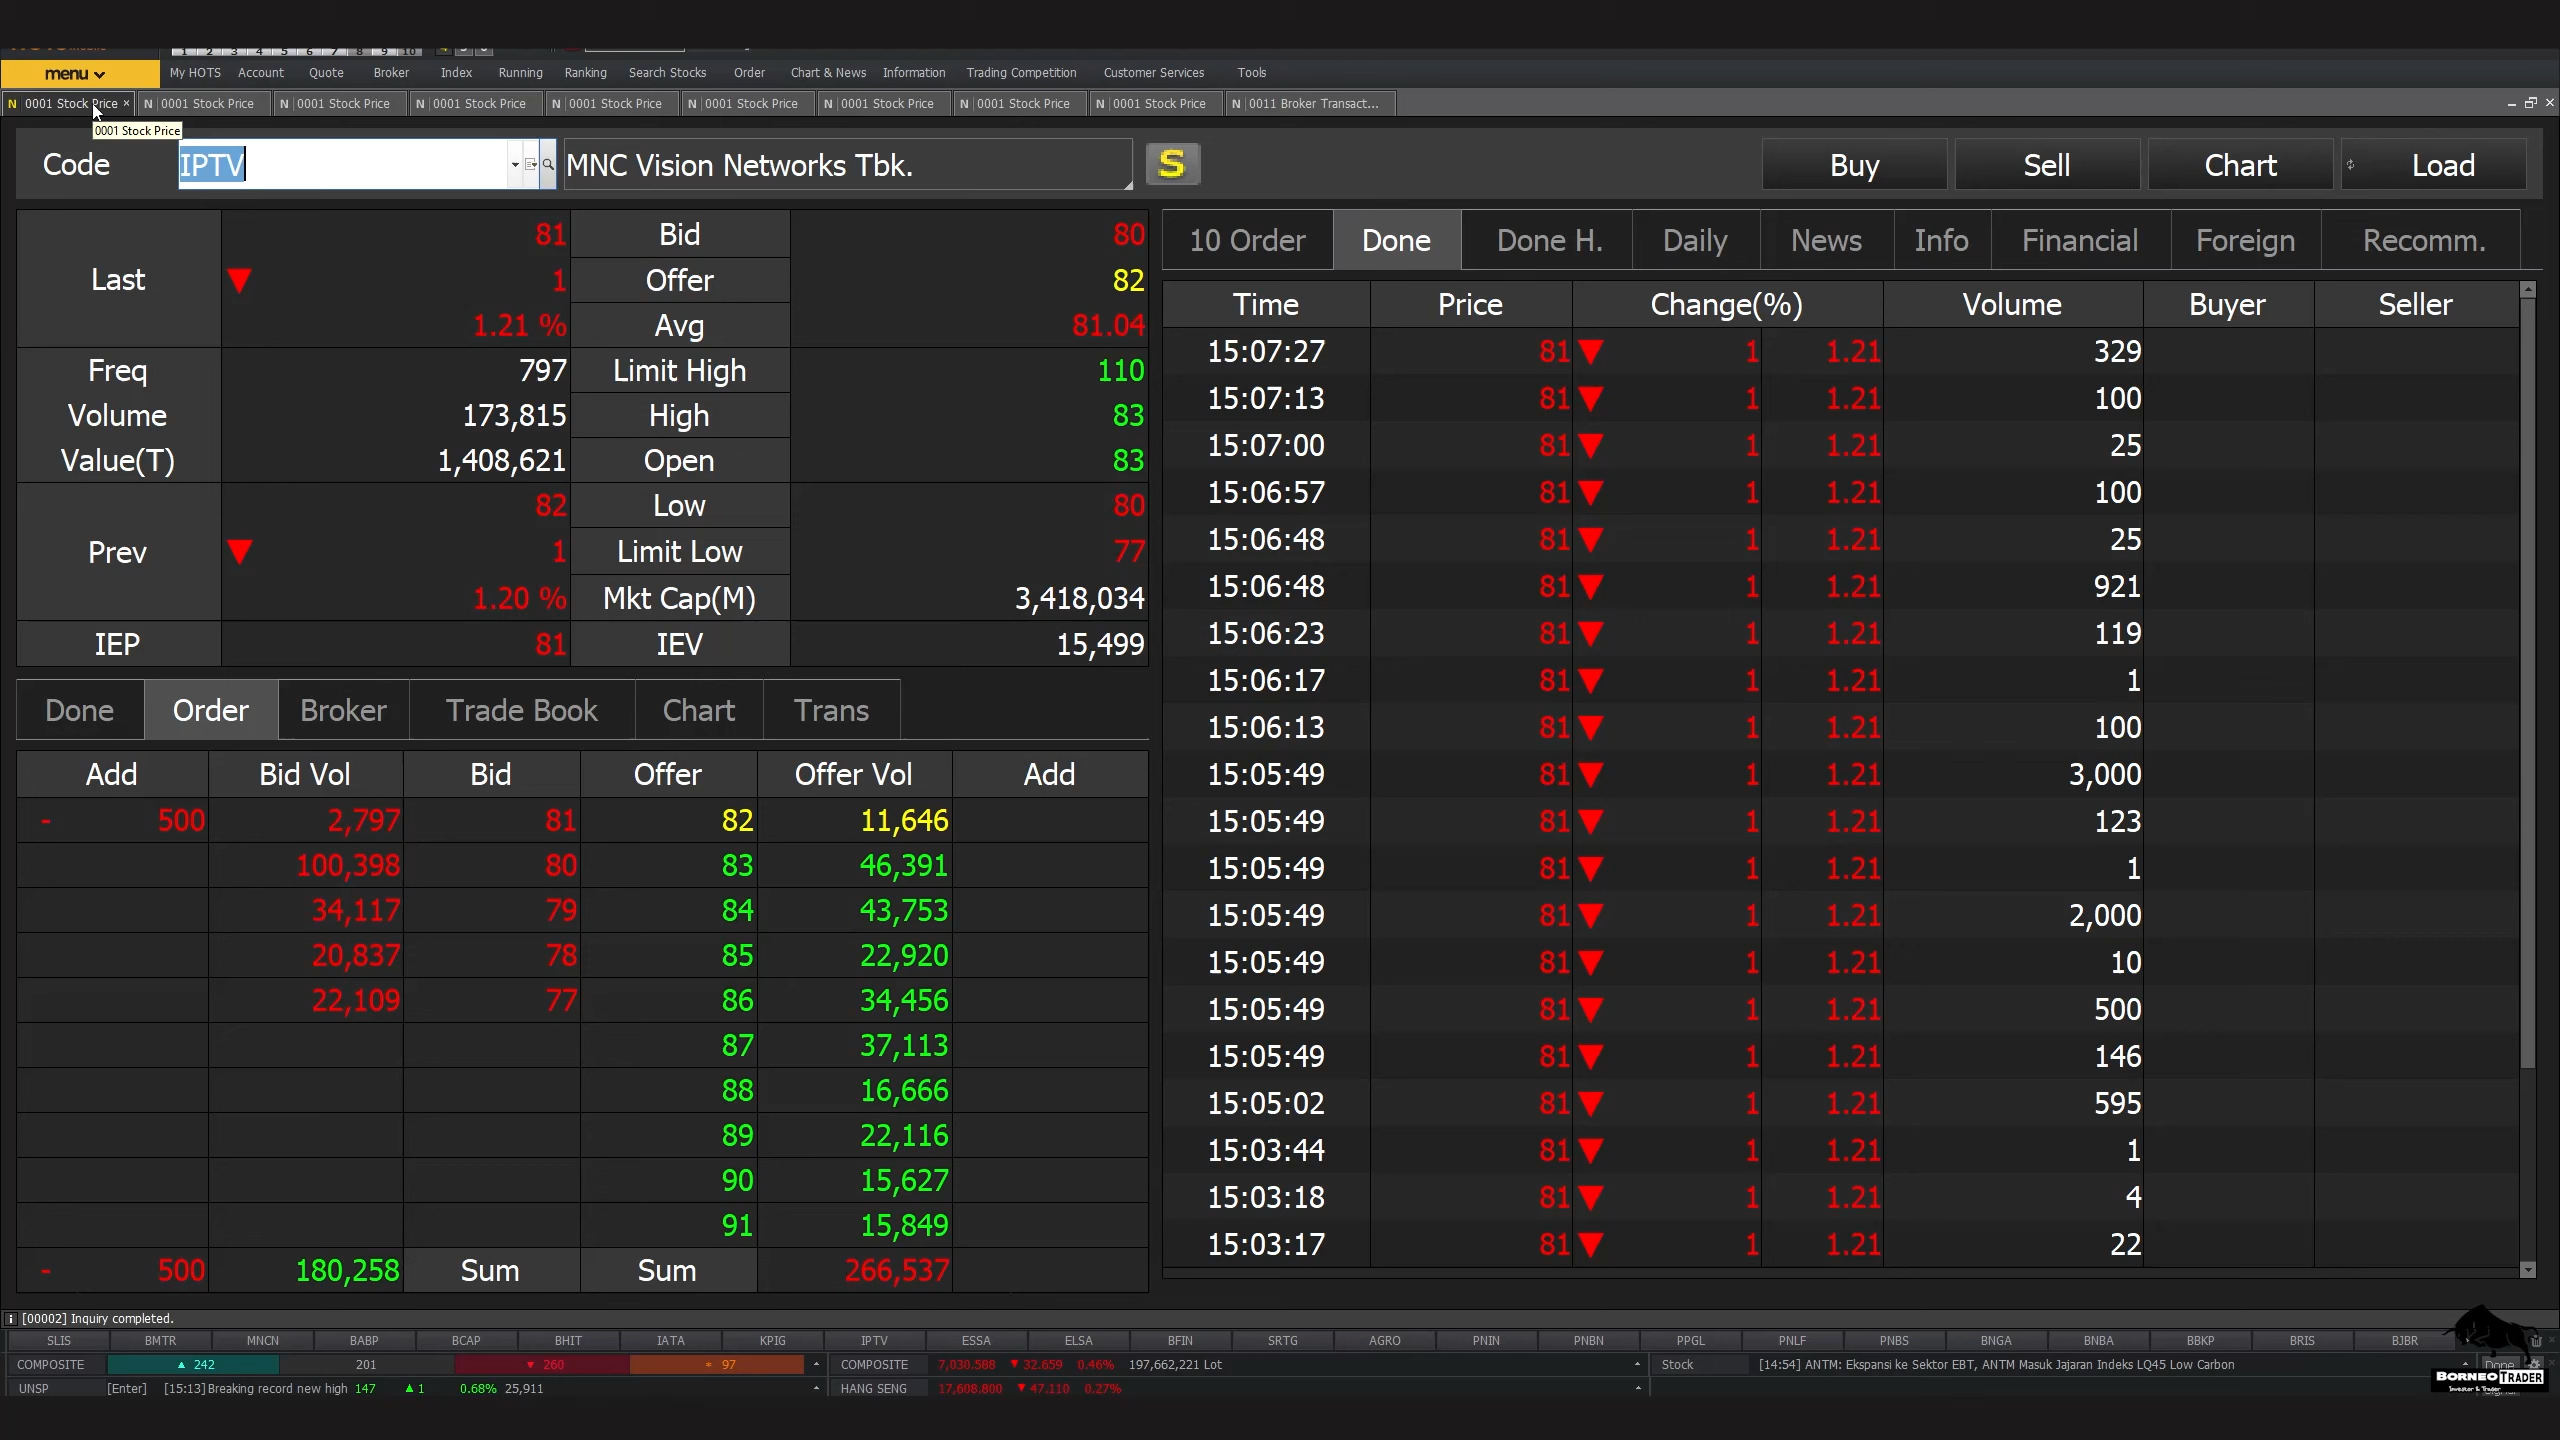 menu My HOTS Account Quote Broker Index Running Ranking Search Stocks Order Chart & News Information Trading Competition Customer Services Tools
N 0001 Stock Price × N 0001 Stock Price N 0001 Stock Price N 0001 Stock Price N 0001 Stock Price N 0001 Stock Price N 0001 Stock Price N 0001 Stock Price N 0001 Stock Price N 0011 Broker Transact...
0001 Stock Price
Code IPTV MNC Vision Networks Tbk. S Buy Sell Chart Load
Last 81 Bid 80
▼ 1 Offer 82
1.21 % Avg 81.04
Freq 797 Limit High 110
Volume 173,815 High 83
Value(T) 1,408,621 Open 83
Prev 82 Low 80
▼ 1 Limit Low 77
1.20 % Mkt Cap(M) 3,418,034
IEP 81 IEV 15,499
Done Order Broker Trade Book Chart Trans
Add Bid Vol Bid Offer Offer Vol Add
- 500 2,797 81 82 11,646
100,398 80 83 46,391
34,117 79 84 43,753
20,837 78 85 22,920
22,109 77 86 34,456
87 37,113
88 16,666
89 22,116
90 15,627
91 15,849
- 500 180,258 Sum Sum 266,537
10 Order Done Done H. Daily News Info Financial Foreign Recomm.
Time Price Change(%) Volume Buyer Seller
15:07:27 81 ▼ 1 1.21 329
15:07:13 81 ▼ 1 1.21 100
15:07:00 81 ▼ 1 1.21 25
15:06:57 81 ▼ 1 1.21 100
15:06:48 81 ▼ 1 1.21 25
15:06:48 81 ▼ 1 1.21 921
15:06:23 81 ▼ 1 1.21 119
15:06:17 81 ▼ 1 1.21 1
15:06:13 81 ▼ 1 1.21 100
15:05:49 81 ▼ 1 1.21 3,000
15:05:49 81 ▼ 1 1.21 123
15:05:49 81 ▼ 1 1.21 1
15:05:49 81 ▼ 1 1.21 2,000
15:05:49 81 ▼ 1 1.21 10
15:05:49 81 ▼ 1 1.21 500
15:05:49 81 ▼ 1 1.21 146
15:05:02 81 ▼ 1 1.21 595
15:03:44 81 ▼ 1 1.21 1
15:03:18 81 ▼ 1 1.21 4
15:03:17 81 ▼ 1 1.21 22
[00002] Inquiry completed.
SLIS BMTR MNCN BABP BCAP BHIT IATA KPIG IPTV ESSA ELSA BFIN SRTG AGRO PNIN PNBN PPGL PNLF PNBS BNGA BNBA BBKP BRIS BJBR
COMPOSITE ▲ 242 201 ▼ 260 * 97 COMPOSITE 7,030.588 ▼ 32.659 0.46% 197,662,221 Lot Stock [14:54] ANTM: Ekspansi ke Sektor EBT, ANTM Masuk Jajaran Indeks LQ45 Low Carbon Done
UNSP [Enter] [15:13]Breaking record new high 147 ▲ 1 0.68% 25,911 HANG SENG 17,608.800 ▼ 47.110 0.27%
BORNEO TRADER
Investor & Trader